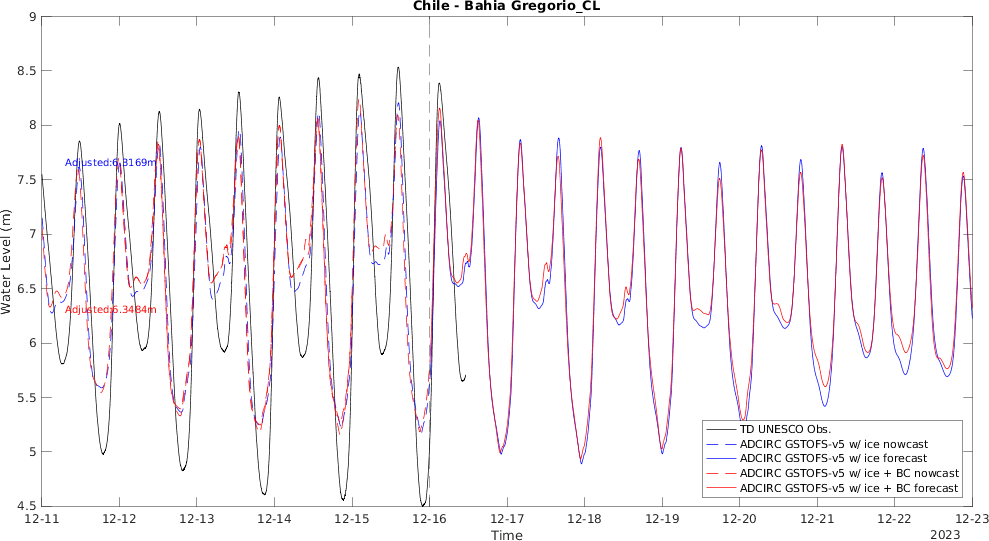 Chile - Bahia Gregorio_CL
9
8.5
8
7.5
7
6.5
6
5.5
5
4.5
Water Level (m)
Adjusted:6.3169m
Adjusted:6.3484m
TD UNESCO Obs.
ADCIRC GSTOFS-v5 w/ ice nowcast
ADCIRC GSTOFS-v5 w/ ice forecast
ADCIRC GSTOFS-v5 w/ ice + BC nowcast
ADCIRC GSTOFS-v5 w/ ice + BC forecast
12-11 12-12 12-13 12-14 12-15 12-16 12-17 12-18 12-19 12-20 12-21 12-22 12-23
Time
2023